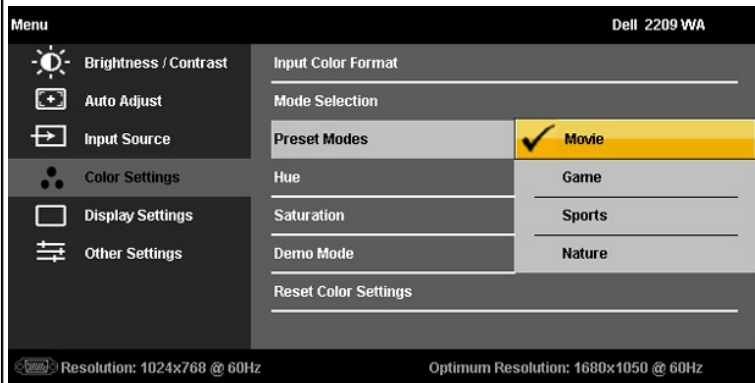 Menu
Dell 2209 WA
Brightness / Contrast
Input Color Format
Auto Adjust
Mode Selection
Input Source
Preset Modes
Movie
Color Settings
Hue
Game
Display Settings
Saturation
Sports
Other Settings
Demo Mode
Nature
Reset Color Settings
Resolution: 1024x768 @ 60Hz
Optimum Resolution: 1680x1050 @ 60Hz